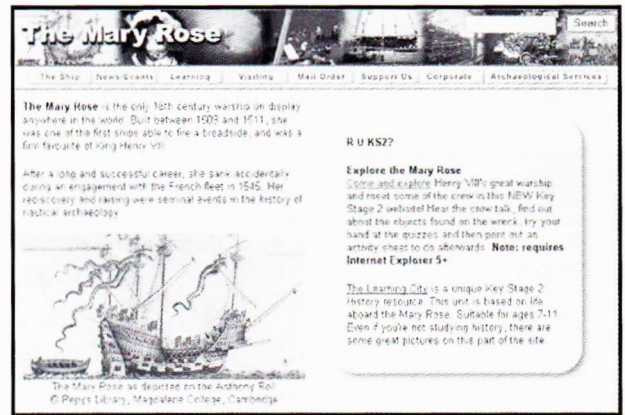 The Mary Rose
Search
The Ship News/Events Learning Visiting Mail Order Support Us Corporate Archaeological Services
The Mary Rose is the only 16th century warship on display
anywhere in the world. Built between 1509 and 1511, she
was one of the first ships able to fire a broadside, and was a
firm favourite of King Henry VIII.
After a long and successful career, she sank accidentally
during an engagement with the French fleet in 1545. Her
rediscovery and raising were seminal events in the history of
nautical archaeology.
The Mary Rose as depicted on the Anthony Roll
© Pepys Library, Magdalene College, Cambridge
R U KS2?
Explore the Mary Rose
Come and explore Henry VIII's great warship
and meet some of the crew in this NEW Key
Stage 2 website! Hear the crew talk, find out
about the objects found on the wreck, try your
hand at the quizzes and then print out an
activity sheet to do afterwards. Note: requires
Internet Explorer 5+
The Learning City is a unique Key Stage 2
History resource. This unit is based on life
aboard the Mary Rose. Suitable for ages 7-11.
Even if you're not studying history, there are
some great pictures on this part of the site.